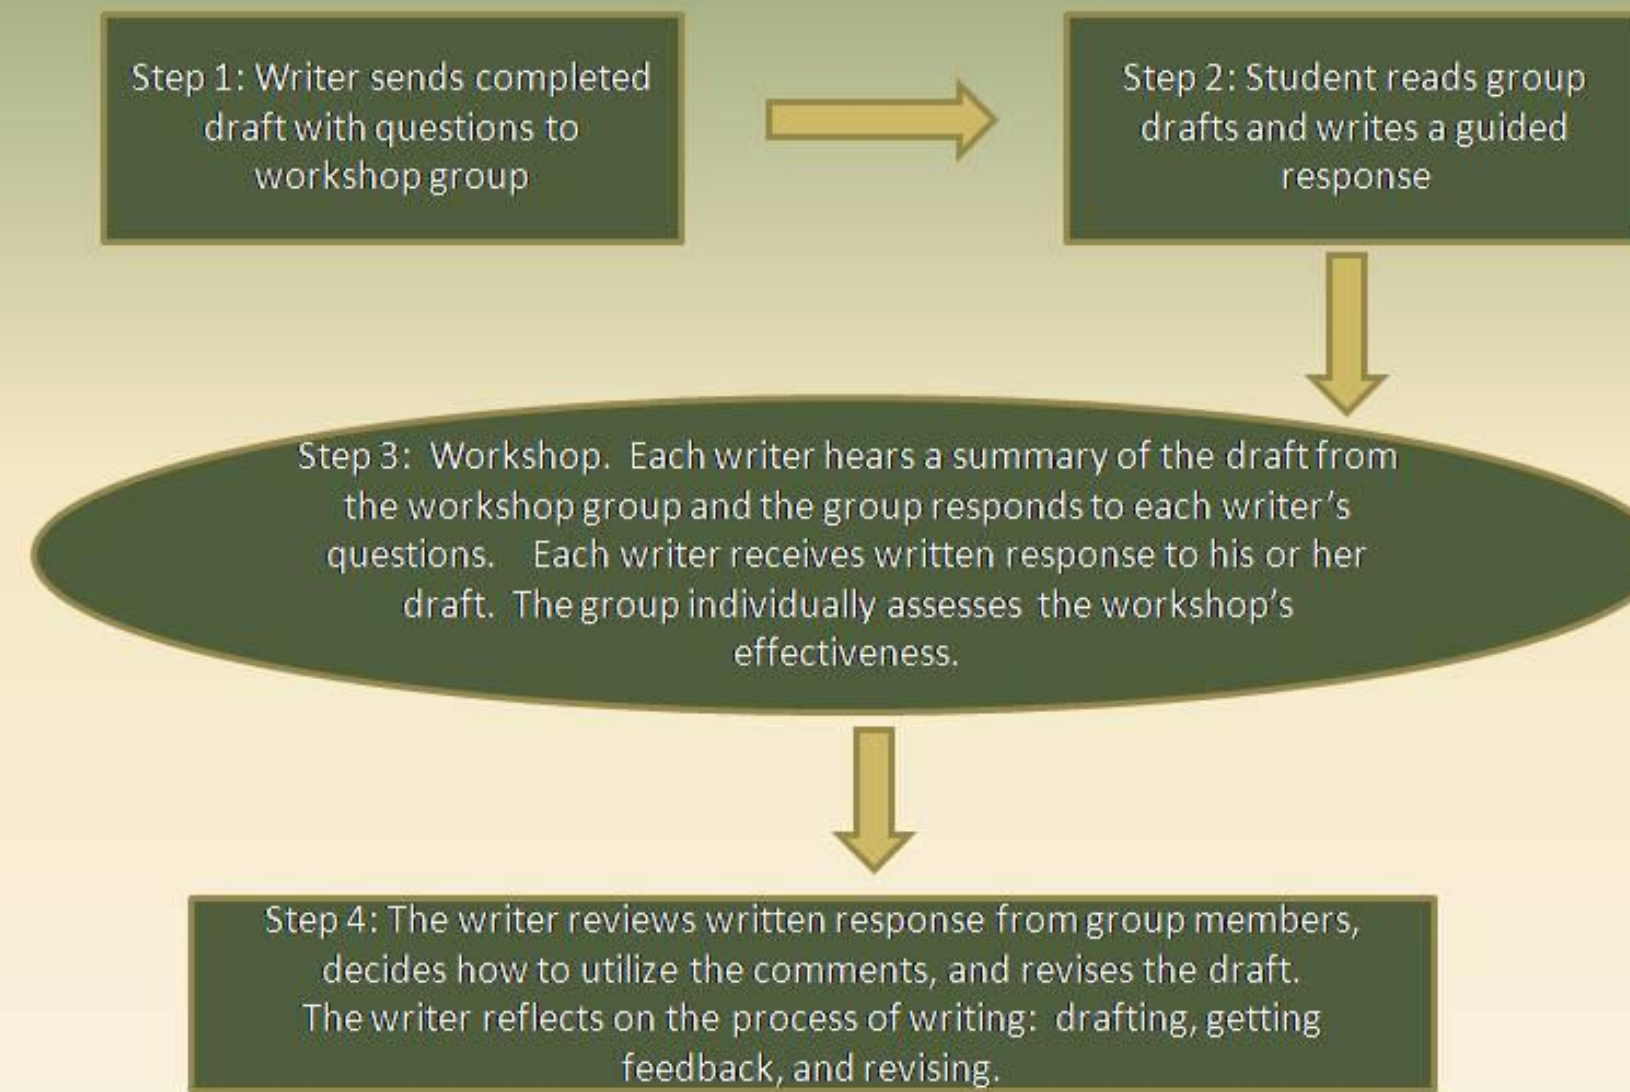 Step 1: Writer sends completed
draft with questions to
workshop group
Step 2: Student reads group
drafts and writes a guided
response
Step 3:  Workshop.  Each writer hears a summary of the draft from
the workshop group and the group responds to each writer's
questions.    Each writer receives written response to his or her
draft.  The group individually assesses  the workshop's
effectiveness.
Step 4: The writer reviews written response from group members,
decides how to utilize the comments, and revises the draft.
The writer reflects on the process of writing:  drafting, getting
feedback, and revising.